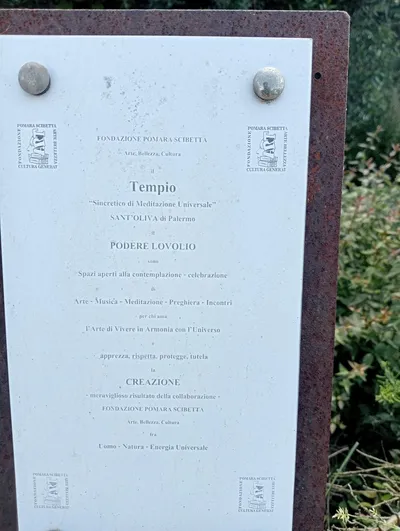 FONDAZIONE POMARA SCIBETTA
Arte, Bellezza, Cultura
il
Tempio
"Sincretico di Meditazione Universale"
SANT'OLIVA di Palermo
PODERE LOVOLIO
come
Spazi aperti alla contemplazione - celebrazione
di
Arte - Musica - Meditazione - Preghiera - Incontri
per chi ama
l'Arte di Vivere in Armonia con l'Universo
e
apprezza, rispetta, protegge, tutela
la
CREAZIONE
meraviglioso risultato della collaborazione -
FONDAZIONE POMARA SCIBETTA
Arte, Bellezza, Cultura
fra
Uomo - Natura - Energia Universale